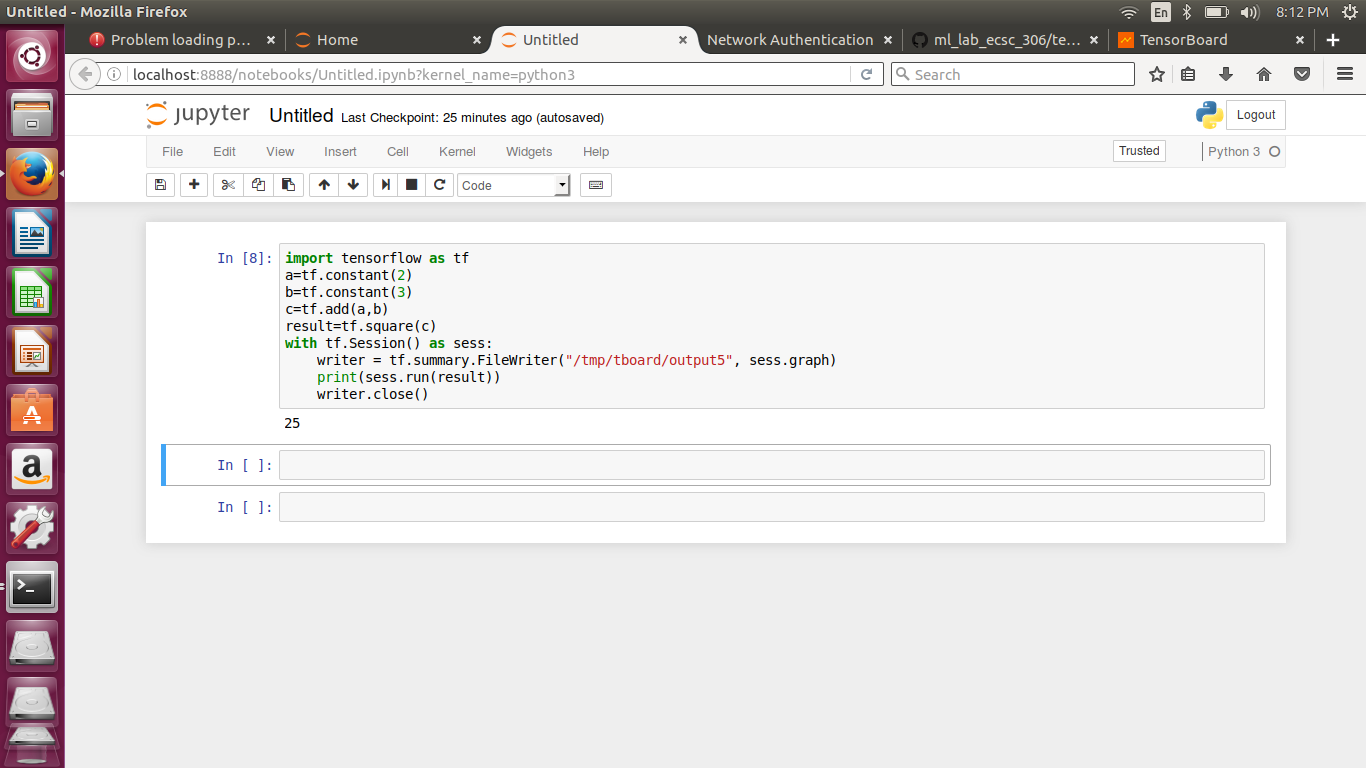 Untitled - Mozilla Firefox
En
8:12 PM
Problem loading p...
Home
Untitled
Network Authentication
ml_lab_ecsc_306/te...
TensorBoard
localhost:8888/notebooks/Untitled.ipynb?kernel_name=python3
Search
jupyter
Untitled
Last Checkpoint: 25 minutes ago (autosaved)
Logout
File
Edit
View
Insert
Cell
Kernel
Widgets
Help
Trusted
Python 3
Code
In [8]:
import tensorflow as tf
a=tf.constant(2)
b=tf.constant(3)
c=tf.add(a,b)
result=tf.square(c)
with tf.Session() as sess:
    writer = tf.summary.FileWriter("/tmp/tboard/output5", sess.graph)
    print(sess.run(result))
    writer.close()
25
In [ ]:
In [ ]: